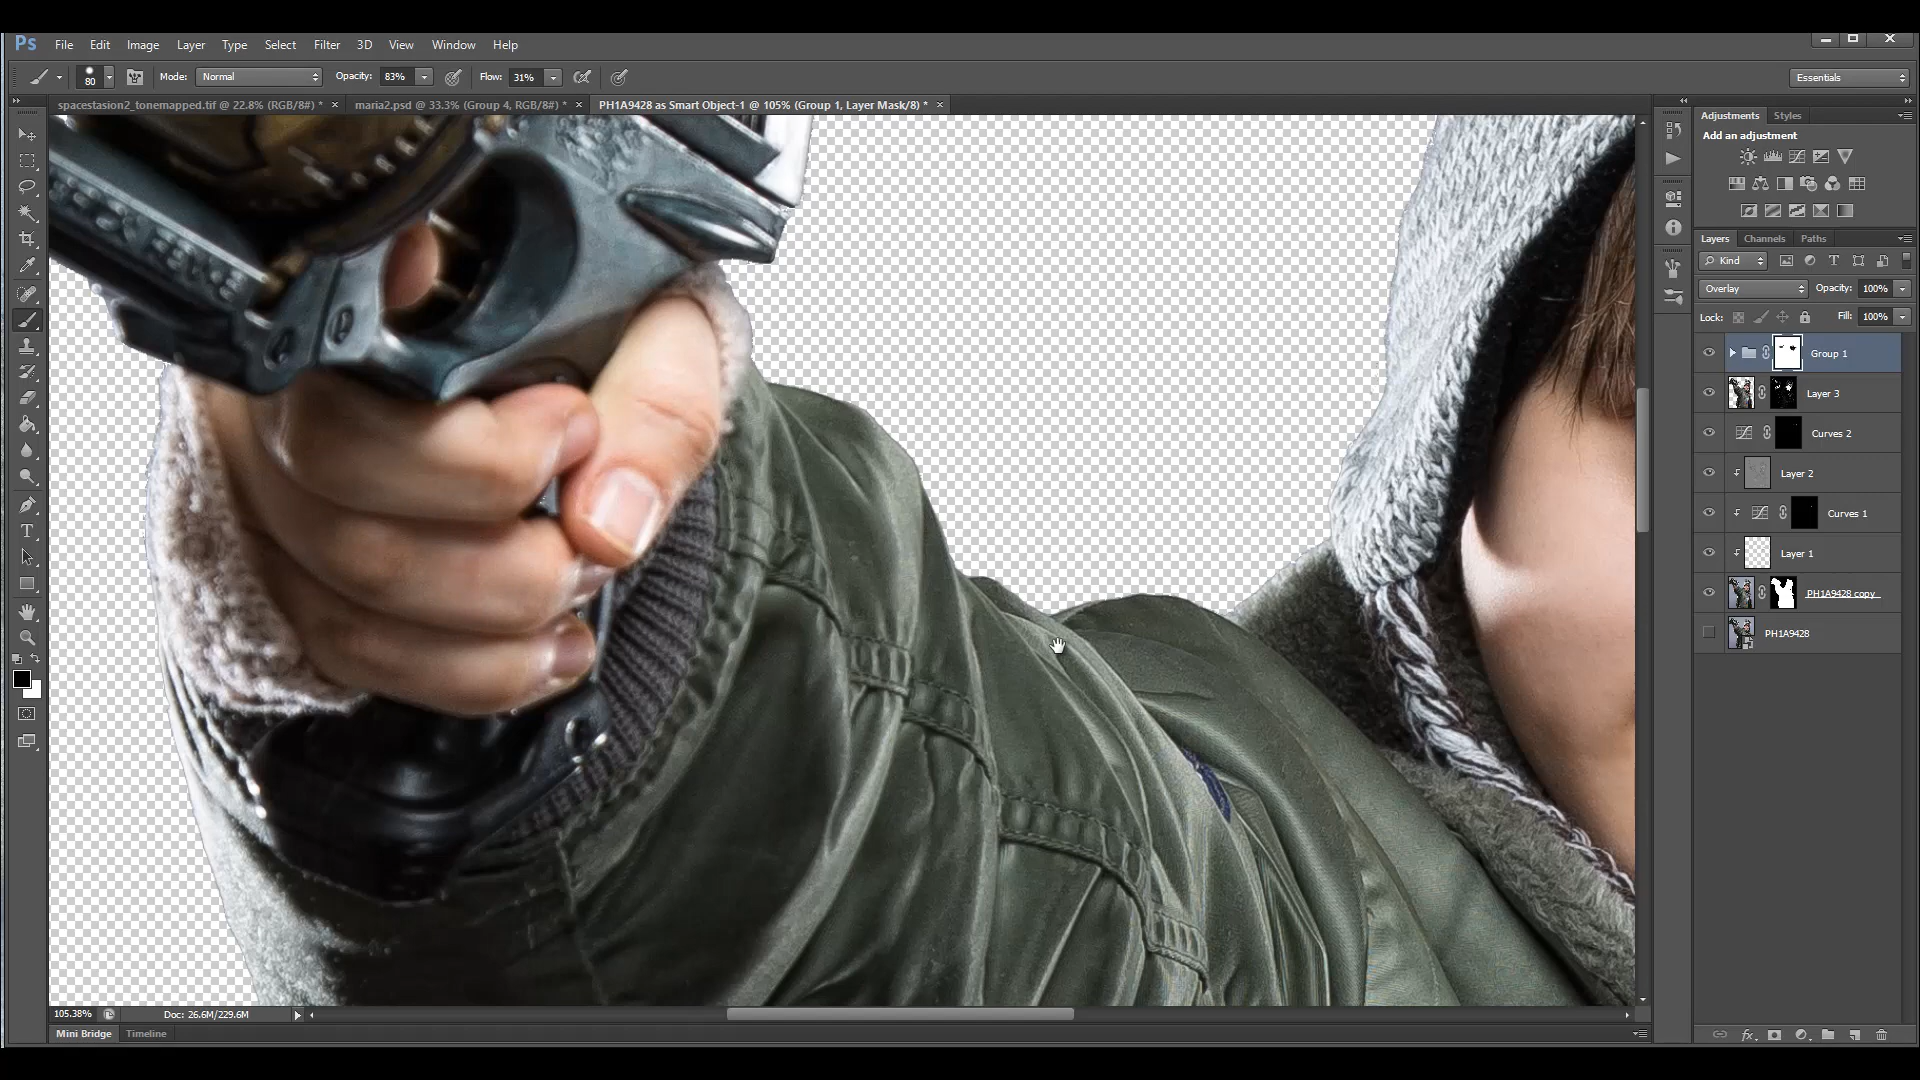 Ps File Edit Image Layer Type Select Filter 3D View Window Help
80 Mode: Normal Opacity: 83% Flow: 31% Essentials
spacestasion2_tonemapped.tif @ 22.8% (RGB/8#) * × maria2.psd @ 33.3% (Group 4, RGB/8#) * × PH1A9428 as Smart Object-1 @ 105% (Group 1, Layer Mask/8) * ×
Adjustments Styles
Add an adjustment
Layers Channels Paths
Kind
Overlay Opacity: 100%
Lock: Fill: 100%
Group 1
Layer 3
Curves 2
Layer 2
Curves 1
Layer 1
PH1A9428 copy
PH1A9428
105.38% Doc: 26.6M/229.6M
Mini Bridge Timeline